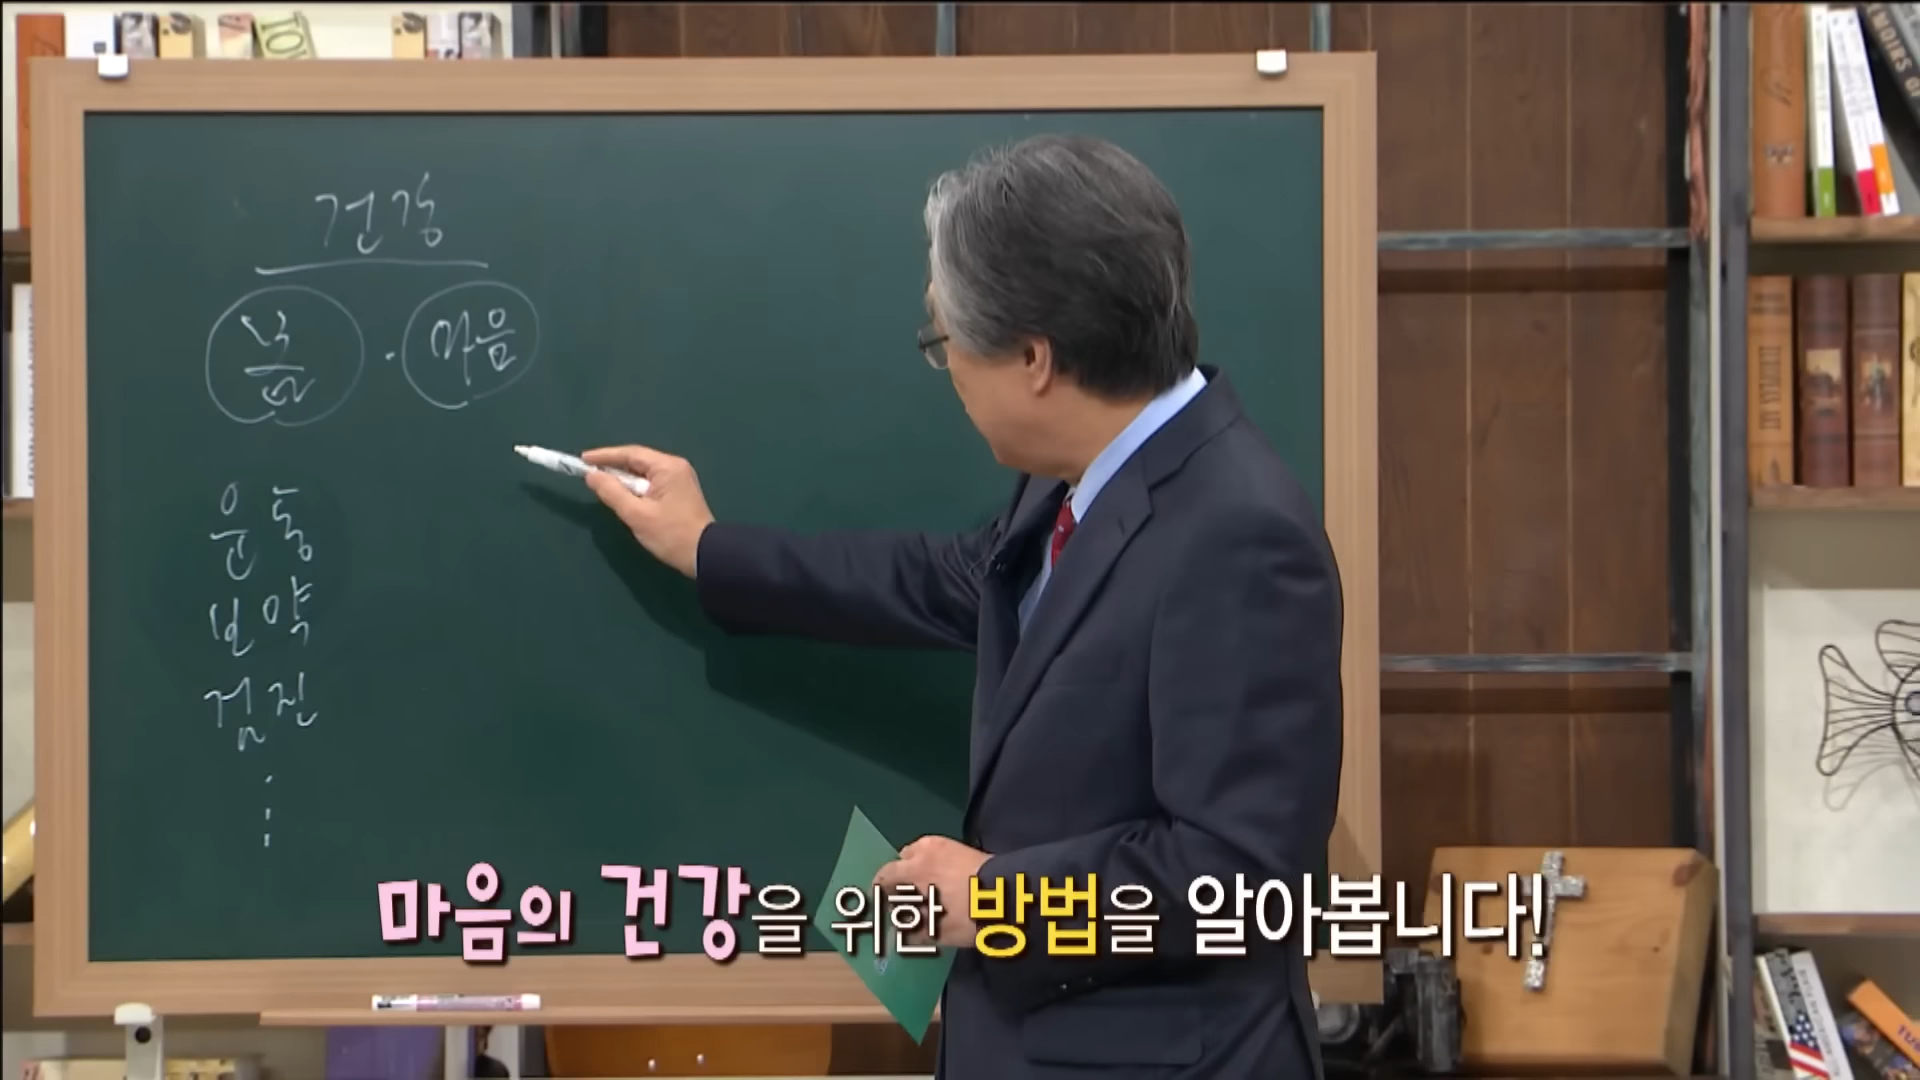 건강
몸 · 마음
운동
보약
검진
⋮
마음의 건강을 위한 방법을 알아봅니다!